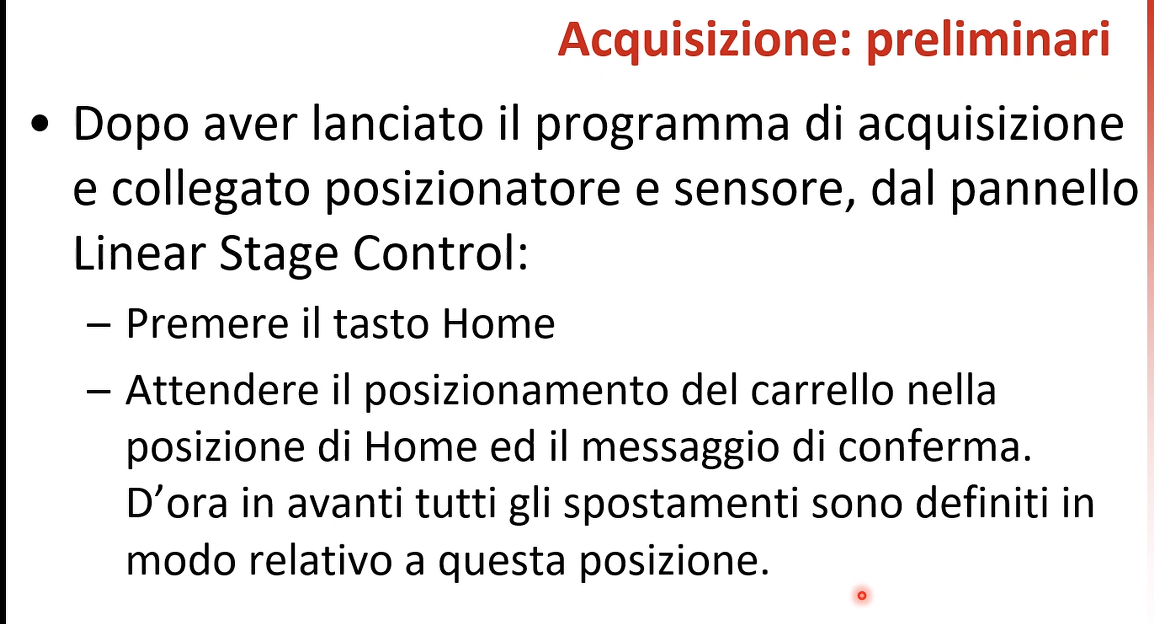 Acquisizione: preliminari
• Dopo aver lanciato il programma di acquisizione
e collegato posizionatore e sensore, dal pannello
Linear Stage Control:
– Premere il tasto Home
– Attendere il posizionamento del carrello nella
posizione di Home ed il messaggio di conferma.
D’ora in avanti tutti gli spostamenti sono definiti in
modo relativo a questa posizione.